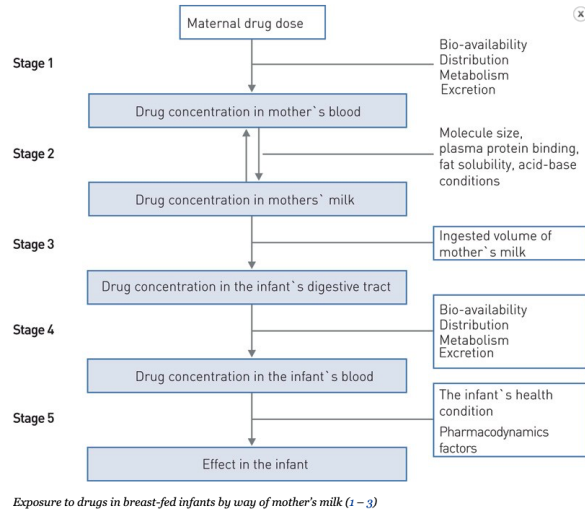 x
Maternal drug dose
Stage 1
Bio-availability
Distribution
Metabolism
Excretion
Drug concentration in mother`s blood
Stage 2
Molecule size,
plasma protein binding,
fat solubility, acid-base
conditions
Drug concentration in mothers` milk
Stage 3
Ingested volume of
mother`s milk
Drug concentration in the infant`s digestive tract
Stage 4
Bio-availability
Distribution
Metabolism
Excretion
Drug concentration in the infant`s blood
Stage 5
The infant`s health
condition
Pharmacodynamics
factors
Effect in the infant
Exposure to drugs in breast-fed infants by way of mother’s milk (1 – 3)